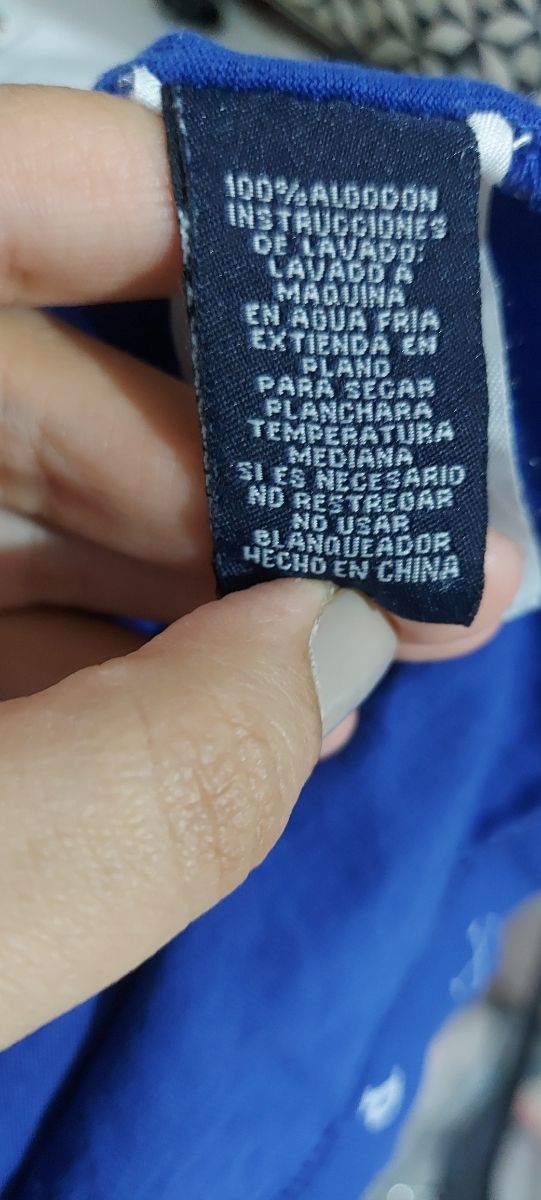 100% ALGODON
INSTRUCCIONES
DE LAVADO:
LAVADO A
MAQUINA
EN AGUA FRIA
EXTIENDA EN
PLANO
PARA SECAR
PLANCHARA
TEMPERATURA
MEDIANA
SI ES NECESARIO
NO RESTREGAR
NO USAR
BLANQUEADOR
HECHO EN CHINA